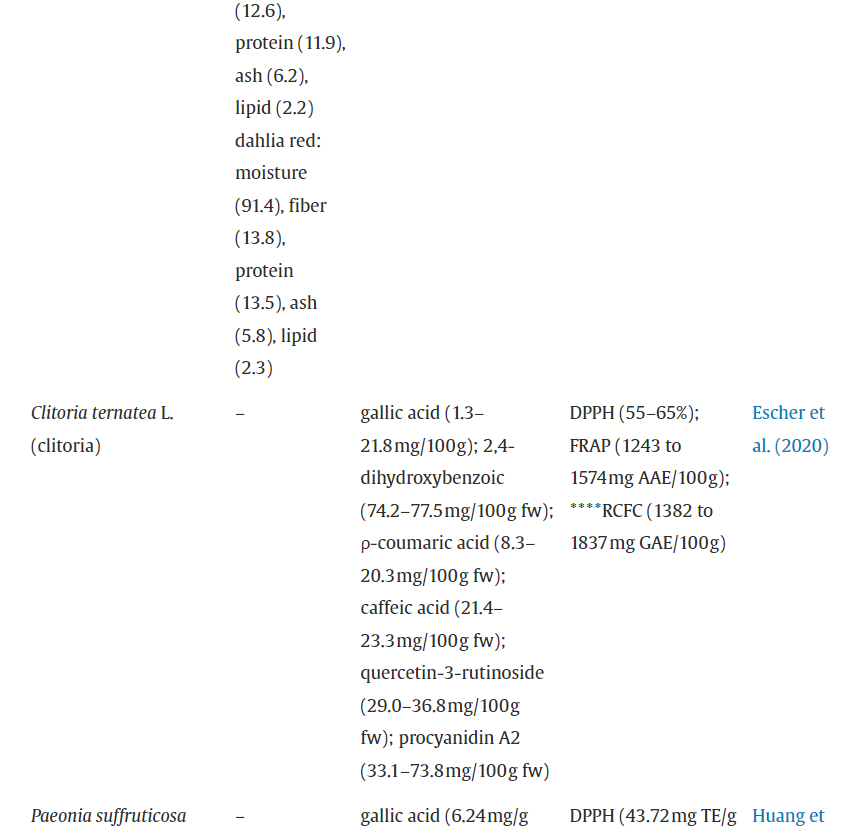 (12.6),
protein (11.9),
ash (6.2),
lipid (2.2)
dahlia red:
moisture
(91.4), fiber
(13.8),
protein
(13.5), ash
(5.8), lipid
(2.3)
Clitoria ternatea L.
(clitoria)
–
gallic acid (1.3–
21.8 mg/100g); 2,4-
dihydroxybenzoic
(74.2–77.5 mg/100g fw);
ρ-coumaric acid (8.3–
20.3 mg/100g fw);
caffeic acid (21.4–
23.3 mg/100g fw);
quercetin-3-rutinoside
(29.0–36.8 mg/100g
fw); procyanidin A2
(33.1–73.8 mg/100g fw)
DPPH (55–65%);
FRAP (1243 to
1574 mg AAE/100g);
****RCFC (1382 to
1837 mg GAE/100g)
Escher et
al. (2020)
Paeonia suffruticosa
–
gallic acid (6.24 mg/g
DPPH (43.72 mg TE/g
Huang et